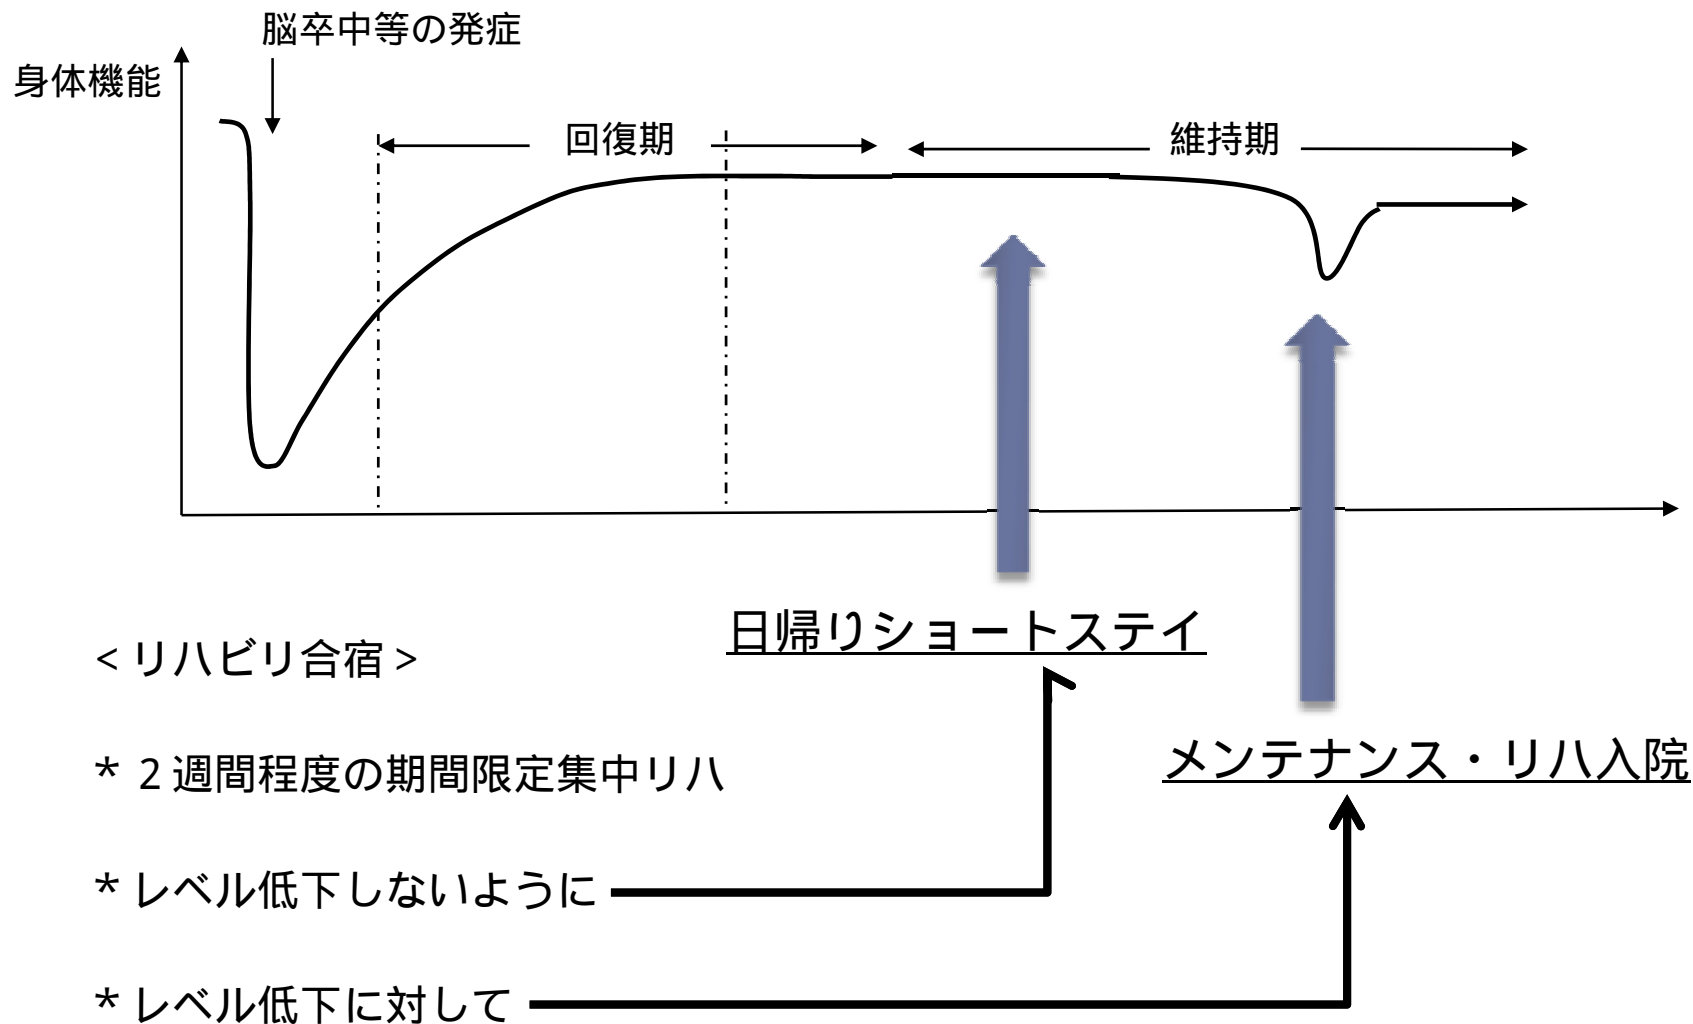 脳卒中等の発症
身体機能
回復期
維持期
日帰りショートステイ
<リハビリ合宿>
メンテナンス・リハ入院
* 2週間程度の期間限定集中リハ
*レベル低下しないように
*レベル低下に対して